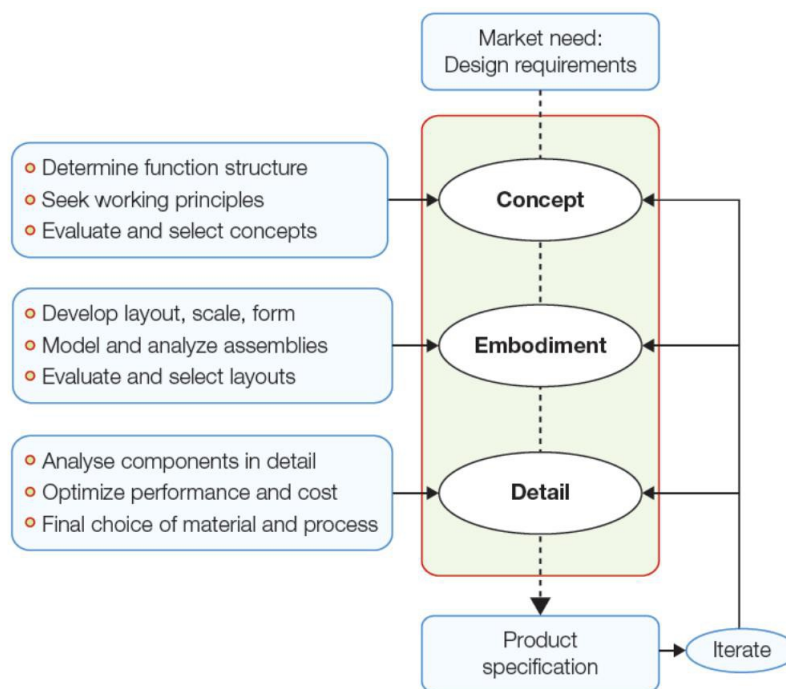 Market need:
Design requirements
Determine function structure
Seek working principles
Evaluate and select concepts
Concept
Develop layout, scale, form
Model and analyze assemblies
Evaluate and select layouts
Embodiment
Analyse components in detail
Optimize performance and cost
Final choice of material and process
Detail
Product
specification
Iterate